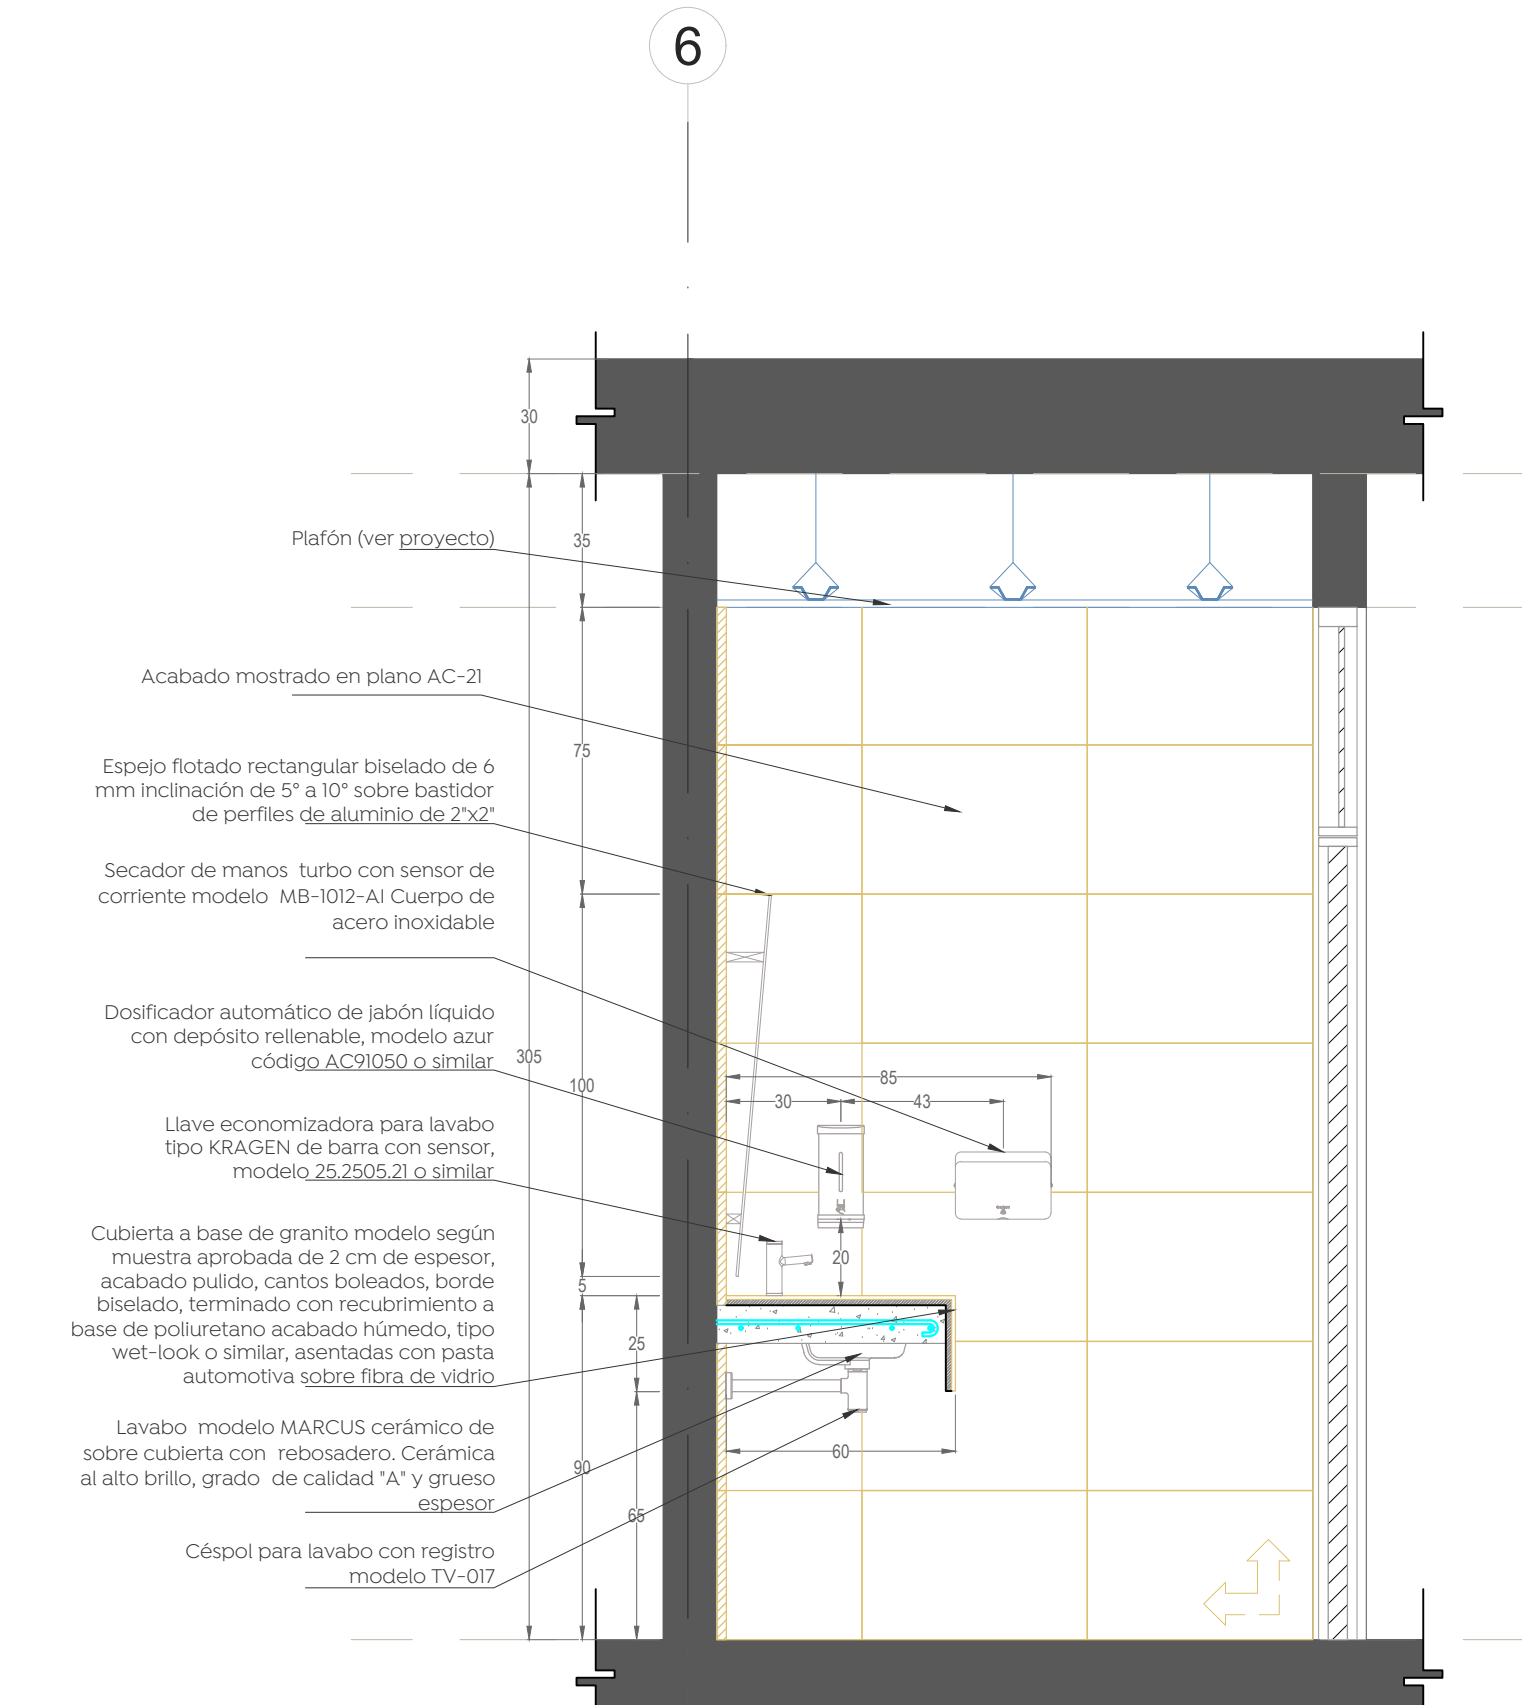 6
30
Plafón (ver proyecto)
35
Acabado mostrado en plano AC-21
75
Espejo flotado rectangular biselado de 6
mm inclinación de 5° a 10° sobre bastidor
de perfiles de aluminio de 2"x2"
Secador de manos  turbo con sensor de
corriente modelo  MB-1012-AI Cuerpo de
acero inoxidable
Dosificador automático de jabón líquido
con depósito rellenable, modelo azur
código AC91050 o similar
305
100
85
30
43
Llave economizadora para lavabo
tipo KRAGEN de barra con sensor,
modelo 25.2505.21 o similar
20
5
Cubierta a base de granito modelo según
muestra aprobada de 2 cm de espesor,
acabado pulido, cantos boleados, borde
biselado, terminado con recubrimiento a
base de poliuretano acabado húmedo, tipo
wet-look o similar, asentadas con pasta
automotiva sobre fibra de vidrio
25
Lavabo  modelo MARCUS cerámico de
sobre cubierta con  rebosadero. Cerámica
al alto brillo, grado  de calidad "A" y grueso
espesor
60
90
65
Céspol para lavabo con registro
modelo TV-017